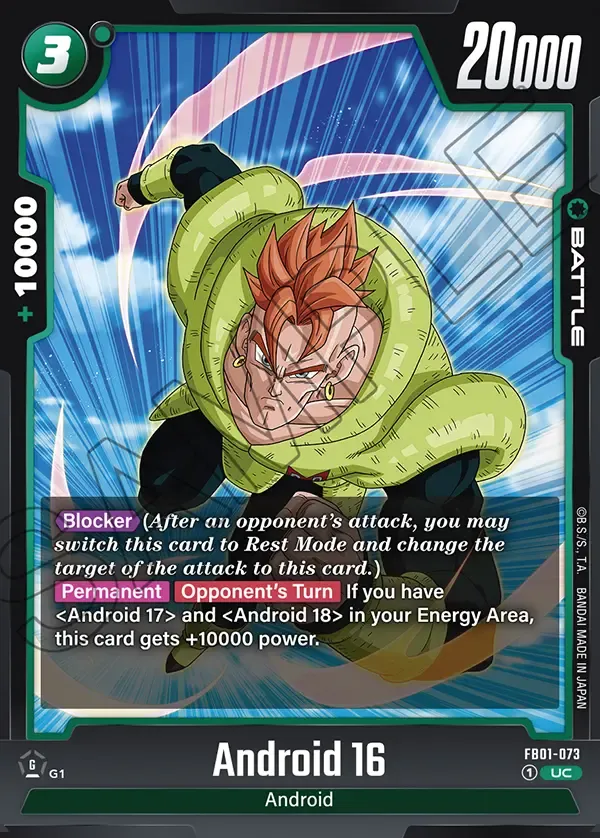 3
20000
+ 10000
BATTLE
SAMPLE
Blocker (After an opponent's attack, you may
switch this card to Rest Mode and change the
target of the attack to this card.)
Permanent Opponent's Turn If you have
<Android 17> and <Android 18> in your Energy Area,
this card gets +10000 power.
©B.S./S., T.A. BANDAI MADE IN JAPAN
G G1
Android 16
FB01-073
1 UC
Android